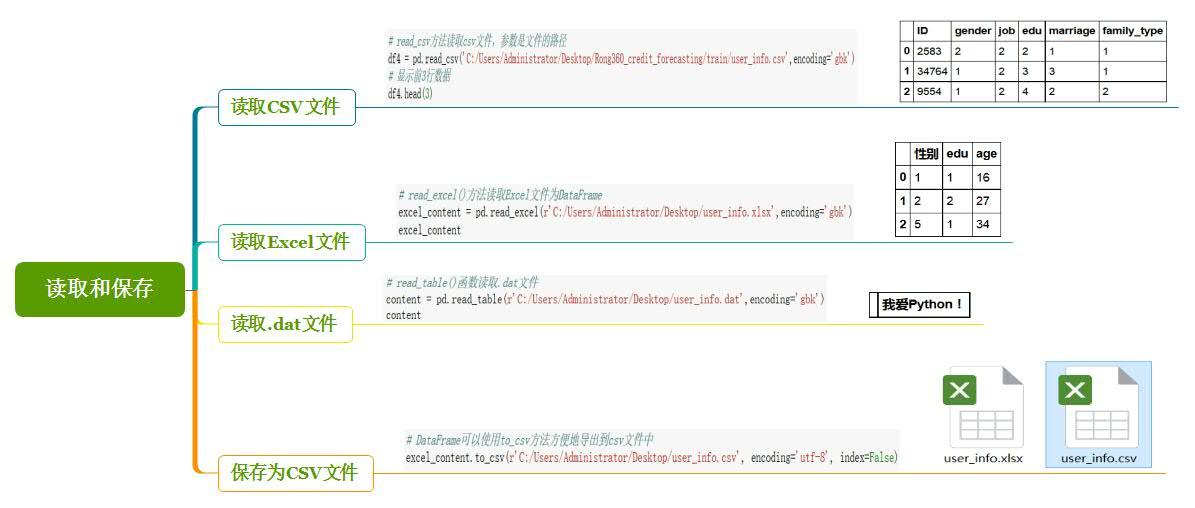 读取和保存
读取CSV文件
# read_csv方法读取csv文件，参数是文件的路径
df4 = pd.read_csv('C:/Users/Administrator/Desktop/Rong360_credit_forecasting/train/user_info.csv',encoding='gbk')
# 显示前3行数据
df4.head(3)
ID gender job edu marriage family_type
0 2583 2 2 2 1 1
1 34764 1 2 3 3 1
2 9554 1 2 4 2 2
读取Excel文件
# read_excel()方法读取Excel文件为DataFrame
excel_content = pd.read_excel(r'C:/Users/Administrator/Desktop/user_info.xlsx',encoding='gbk')
excel_content
性别 edu age
0 1 1 16
1 2 2 27
2 5 1 34
读取.dat文件
# read_table()函数读取.dat文件
content = pd.read_table(r'C:/Users/Administrator/Desktop/user_info.dat',encoding='gbk')
content
我爱Python！
保存为CSV文件
# DataFrame可以使用to_csv方法方便地导出到csv文件中
excel_content.to_csv(r'C:/Users/Administrator/Desktop/user_info.csv', encoding='utf-8', index=False)
X
user_info.xlsx
X
user_info.csv